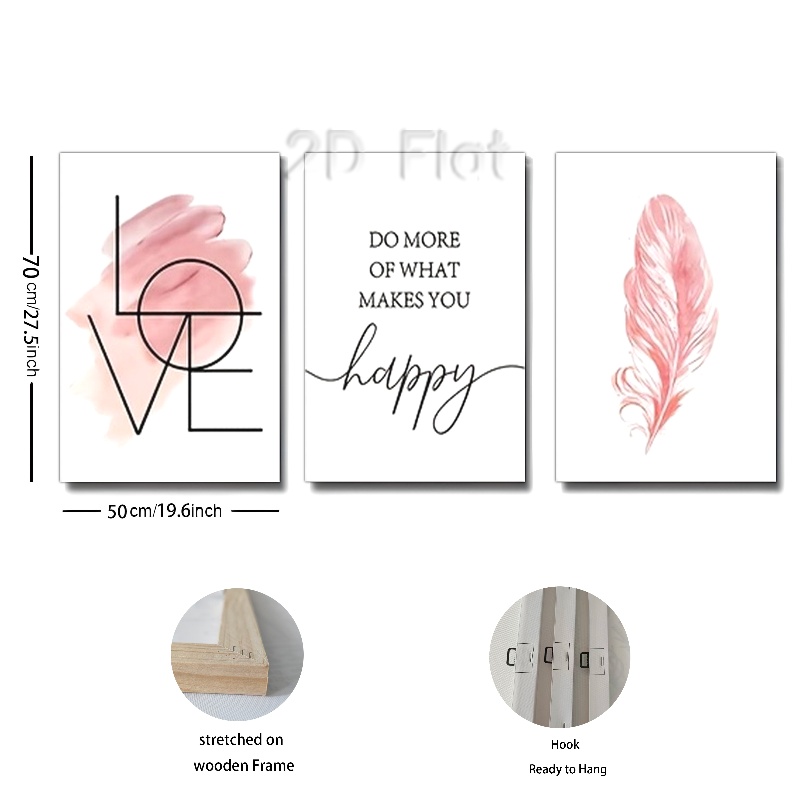 2D Flat
LOVE
DO MORE
OF WHAT
MAKES YOU
happy
70 cm/27.5inch
50cm/19.6inch
stretched on
wooden Frame
Hook
Ready to Hang